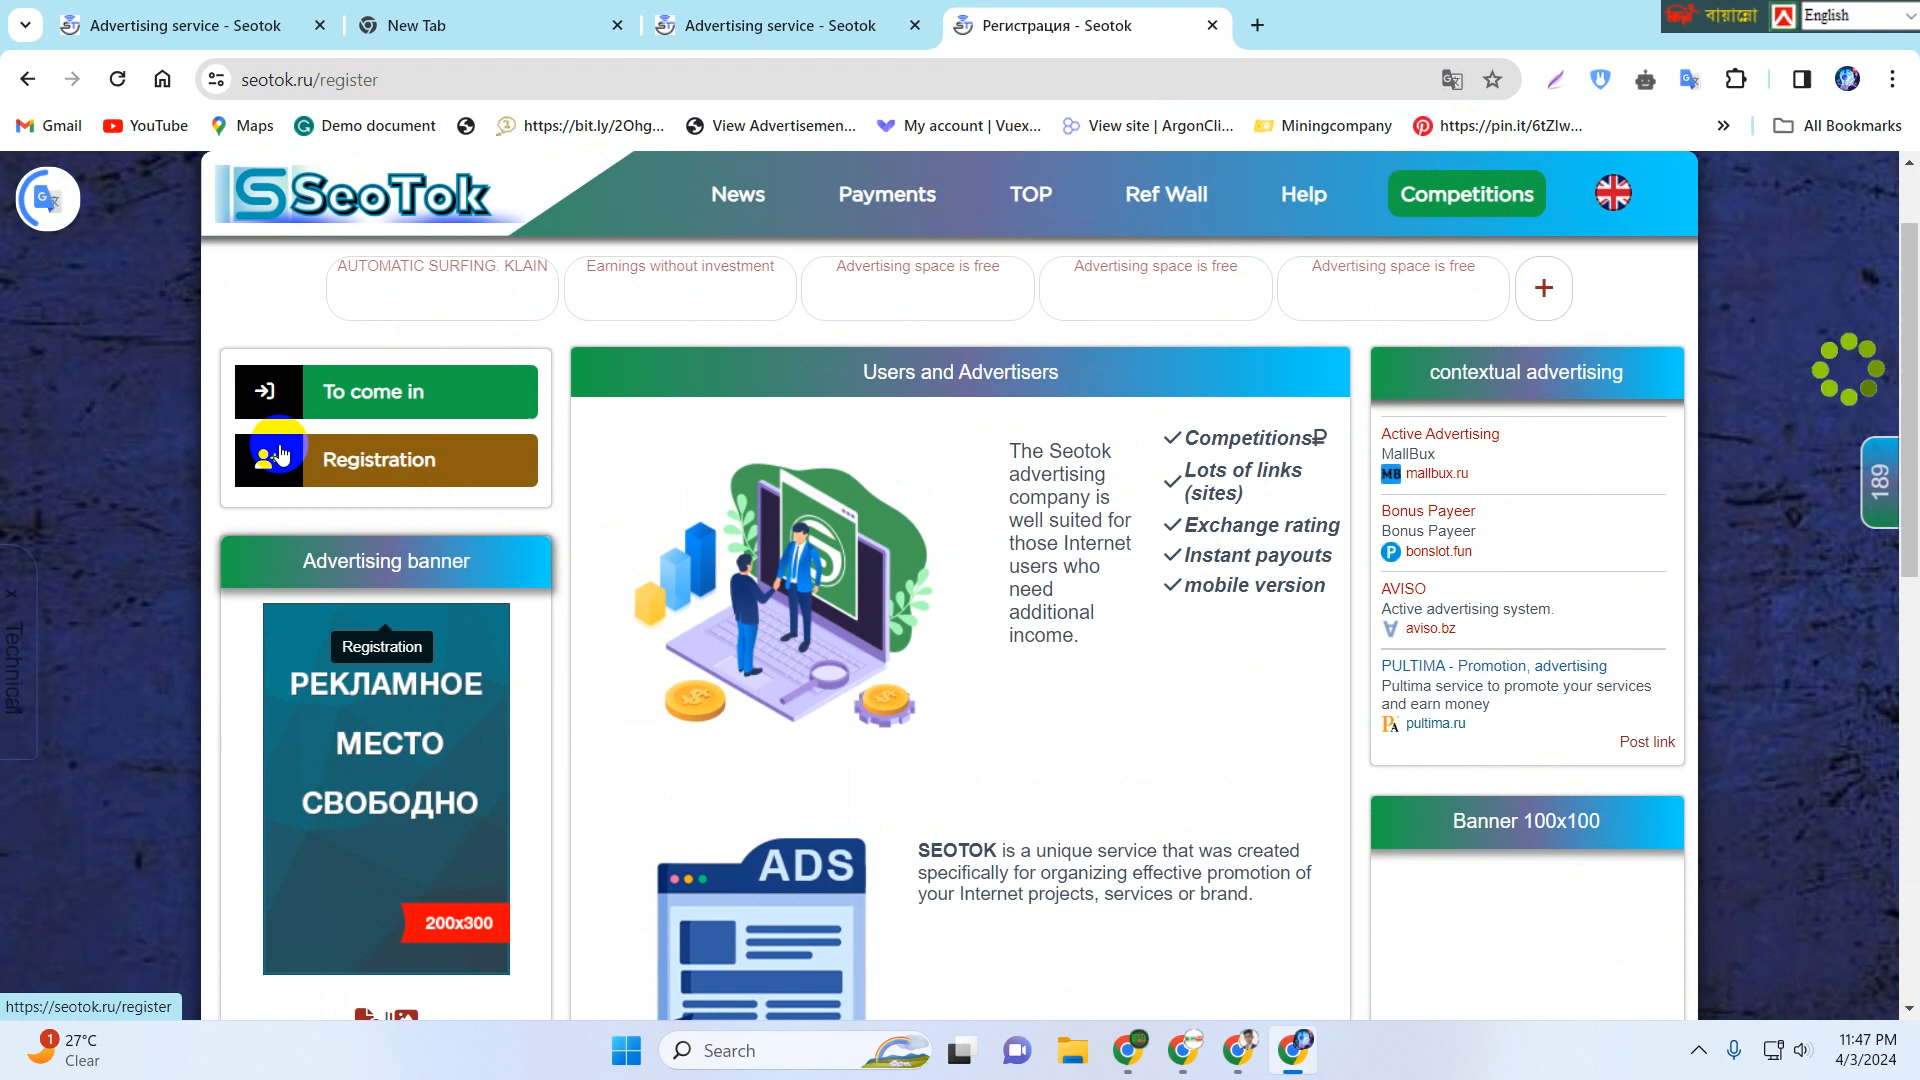 Advertising service - Seotok
New Tab
Advertising service - Seotok
Регистрация - Seotok
বায়ান্নো
English
seotok.ru/register
Gmail
YouTube
Maps
Demo document
https://bit.ly/2Ohg...
View Advertisemen...
My account | Vuex...
View site | ArgonCli...
Miningcompany
https://pin.it/6tZlw...
All Bookmarks
SeoTok
News
Payments
TOP
Ref Wall
Help
Competitions
AUTOMATIC SURFING. KLAIN
Earnings without investment
Advertising space is free
Advertising space is free
Advertising space is free
+
To come in
Registration
Advertising banner
Registration
РЕКЛАМНОЕ
МЕСТО
СВОБОДНО
200x300
Users and Advertisers
The Seotok
advertising
company is
well suited for
those Internet
users who
need
additional
income.
Competitions₽
Lots of links
(sites)
Exchange rating
Instant payouts
mobile version
ADS
SEOTOK is a unique service that was created
specifically for organizing effective promotion of
your Internet projects, services or brand.
contextual advertising
Active Advertising
MallBux
MB mallbux.ru
Bonus Payeer
Bonus Payeer
P bonslot.fun
AVISO
Active advertising system.
aviso.bz
PULTIMA - Promotion, advertising
Pultima service to promote your services
and earn money
PA pultima.ru
Post link
Banner 100x100
189
x Technical
https://seotok.ru/register
1
27°C
Clear
Search
11:47 PM
4/3/2024